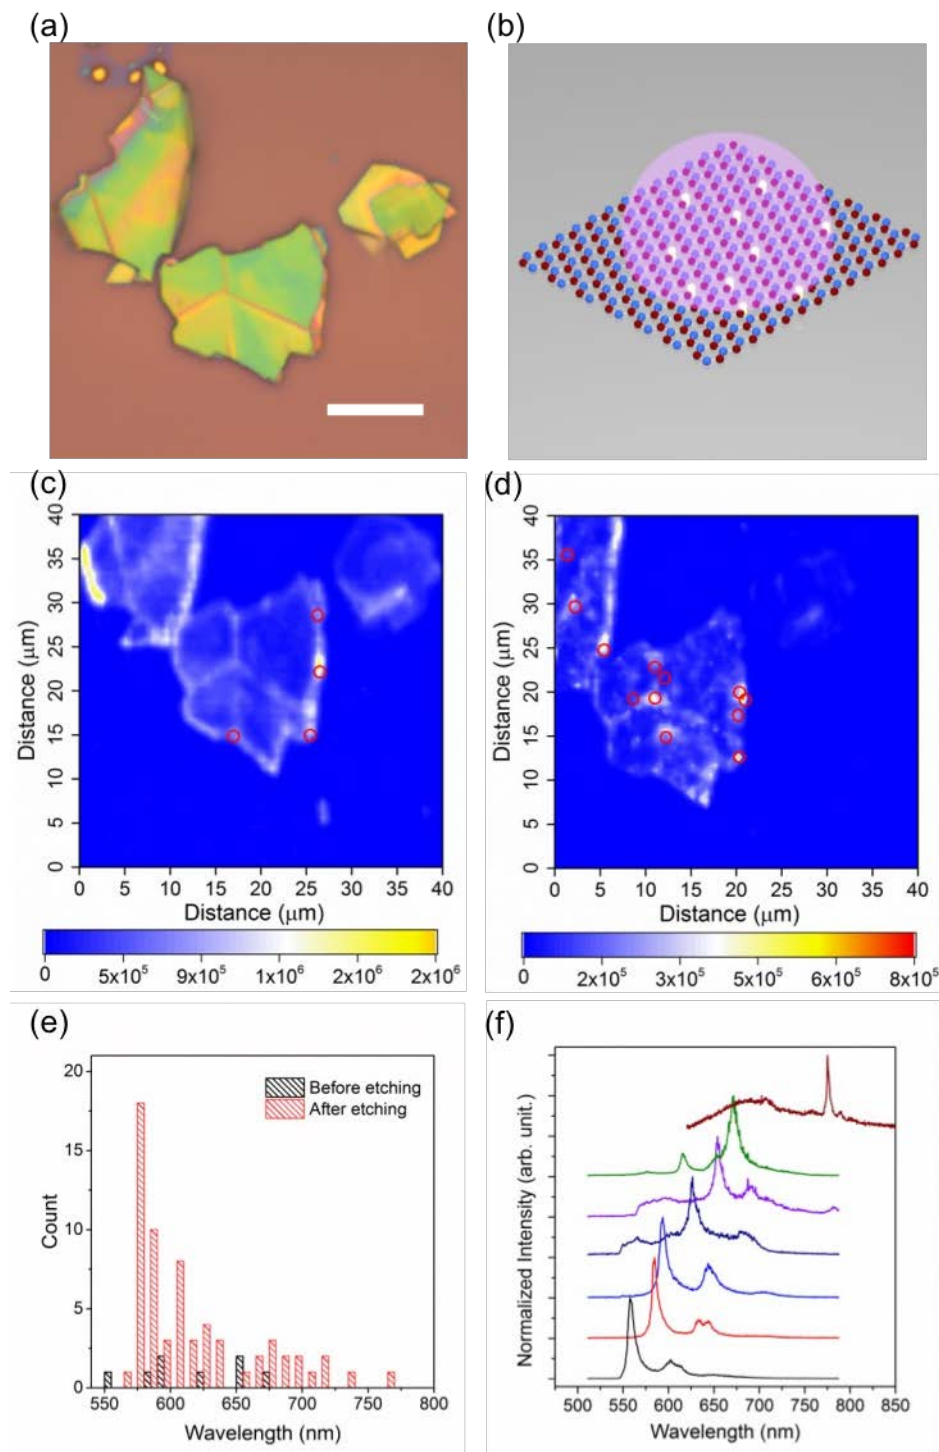 (a)
(b)
(c)
40
35
30
25
20
15
10
5
0
Distance (μm)
0 5 10 15 20 25 30 35 40
Distance (μm)
0 5x10⁵ 9x10⁵ 1x10⁶ 2x10⁶ 2x10⁶
(d)
40
35
30
25
20
15
10
5
0
Distance (μm)
0 5 10 15 20 25 30 35 40
Distance (μm)
0 2x10⁵ 3x10⁵ 5x10⁵ 6x10⁵ 8x10⁵
(e)
20
15
10
5
0
Count
Before etching
After etching
550 600 650 700 750 800
Wavelength (nm)
(f)
Normalized Intensity (arb. unit.)
500 550 600 650 700 750 800 850
Wavelength (nm)